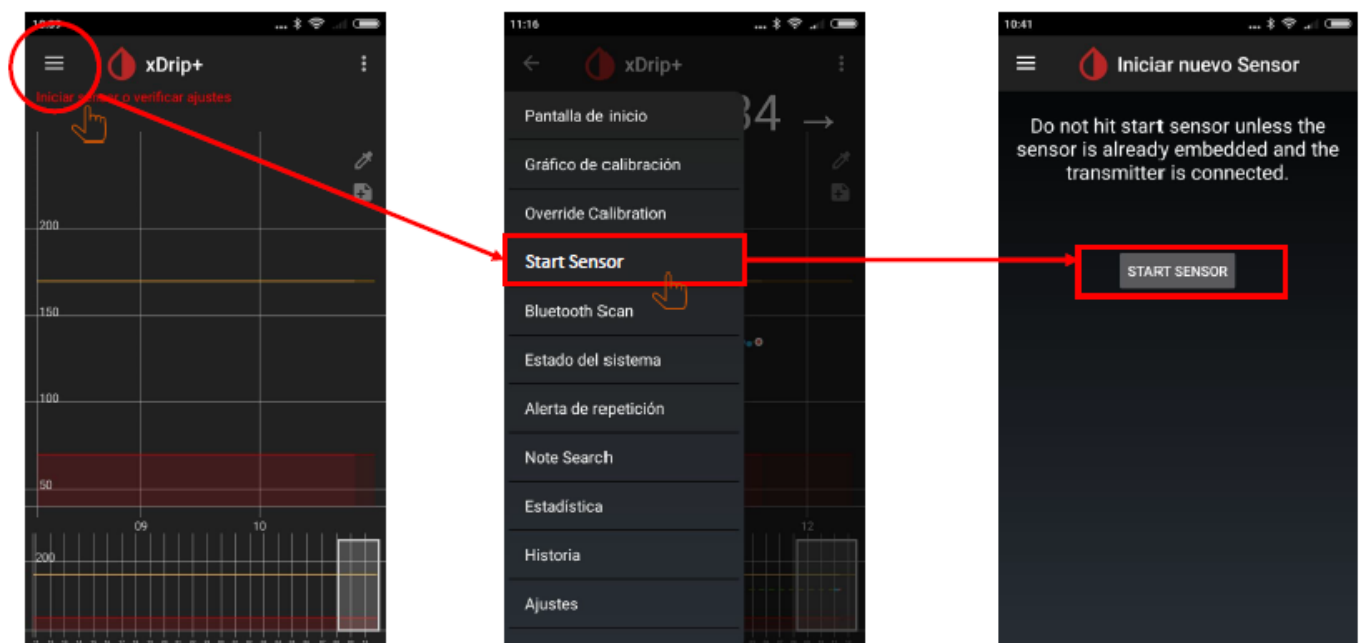 10:39
xDrip+
Iniciar sensor o verificar ajustes
200
150
100
50
09
10
200
11:16
xDrip+
34 →
Pantalla de inicio
Gráfico de calibración
Override Calibration
Start Sensor
Bluetooth Scan
Estado del sistema
Alerta de repetición
Note Search
Estadística
Historia
Ajustes
12
10:41
Iniciar nuevo Sensor
Do not hit start sensor unless the
sensor is already embedded and the
transmitter is connected.
START SENSOR